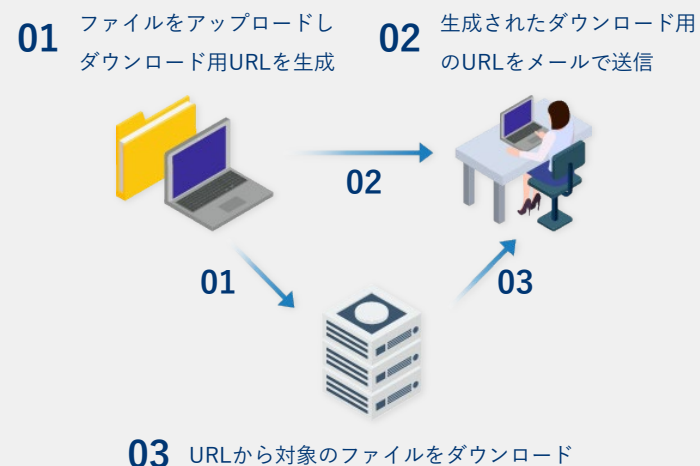 01
ファイルをアップロードし
ダウンロード用URLを生成
02
生成されたダウンロード用
のURLをメールで送信
02
01
03
03 URLから対象のファイルをダウンロード